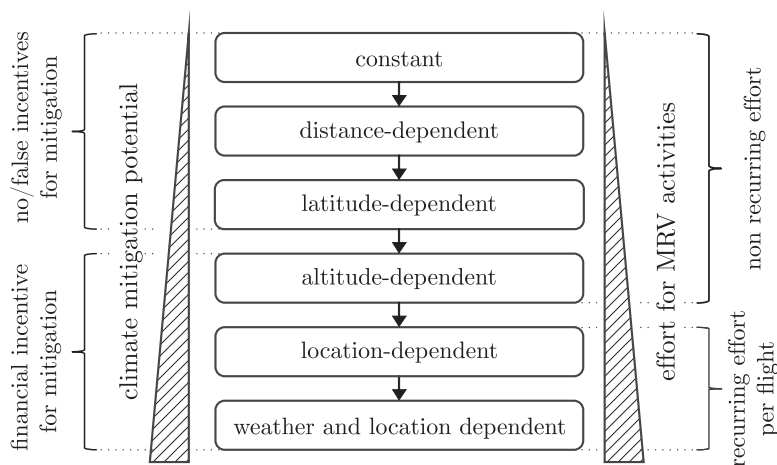 no/false incentives
for mitigation
financial incentive
for mitigation
climate mitigation potential
constant
distance-dependent
latitude-dependent
altitude-dependent
location-dependent
weather and location dependent
effort for MRV activities
non recurring effort
recurring effort
per flight